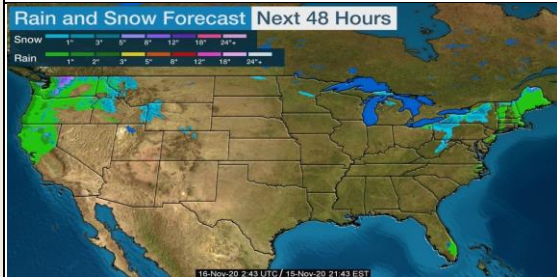 Rain and Snow Forecast Next 48 Hours
Snow 1" 3" 5" 8" 12" 18" 24"+
Rain 1" 2" 3" 5" 8" 12" 16" 24"+
16-Nov-20 2:43 UTC/ 15-Nov-20 21:43 EST